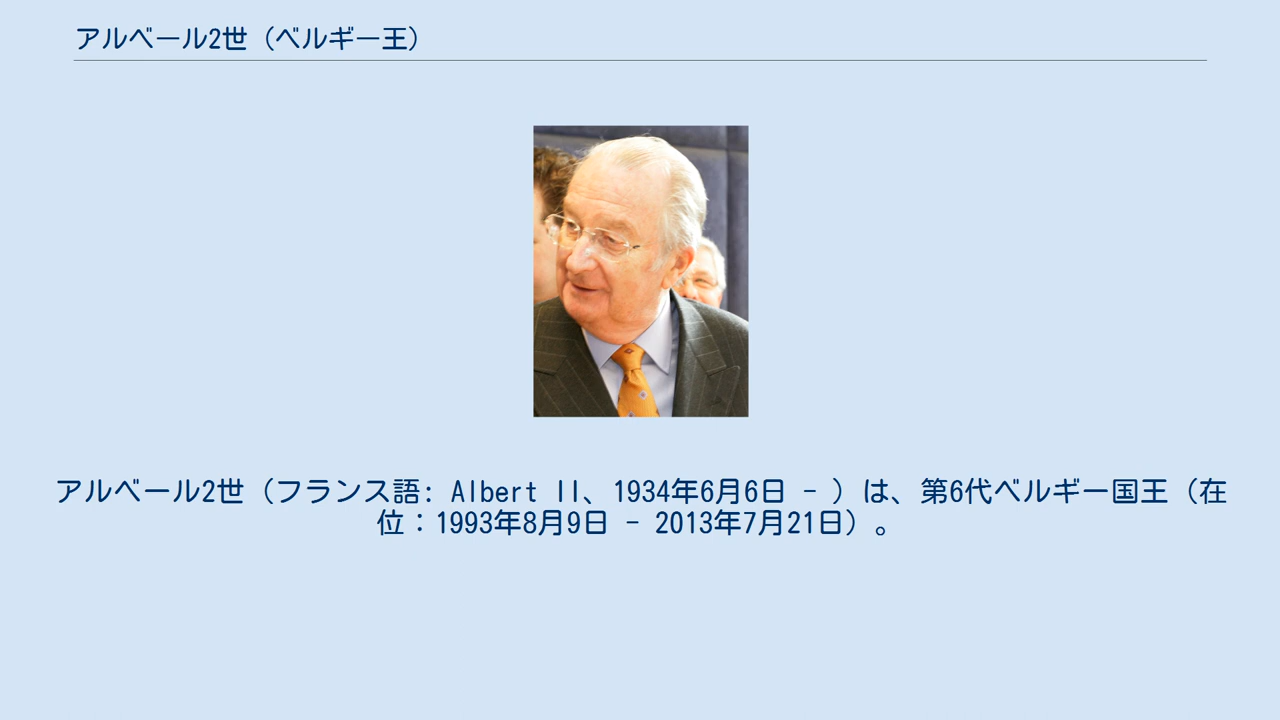 アルベール2世（ベルギー王）
アルベール2世（フランス語: Albert II、1934年6月6日 - ）は、第6代ベルギー国王（在
位：1993年8月9日 - 2013年7月21日）。